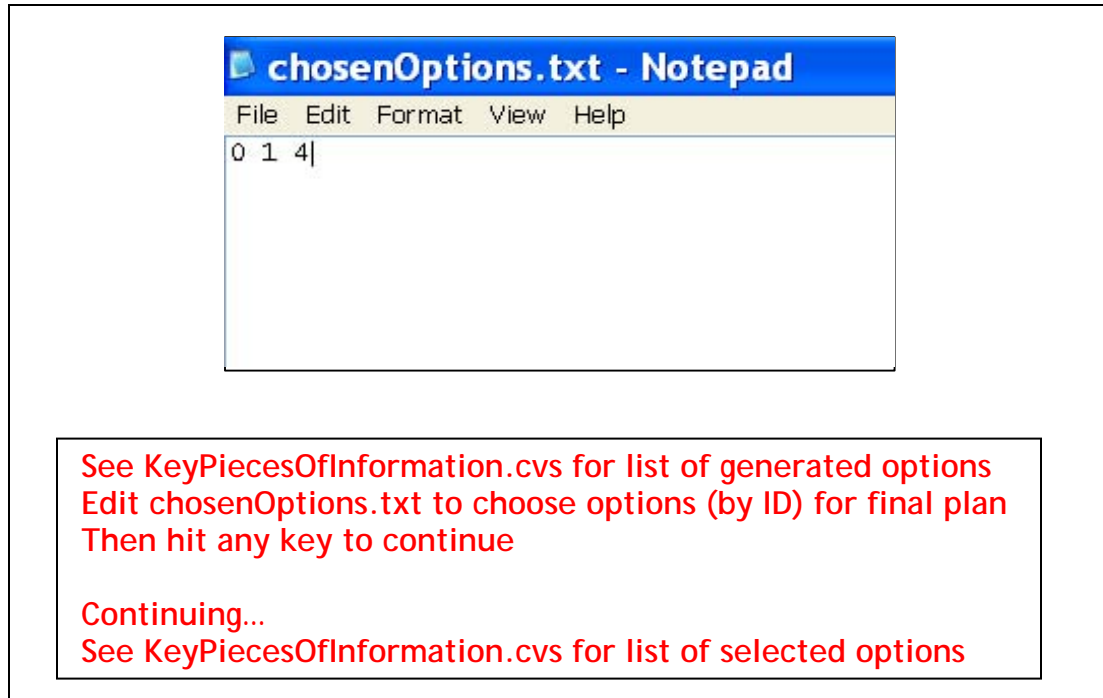 chosenOptions.txt - Notepad
File Edit Format View Help
0 1 4
See KeyPiecesOfInformation.cvs for list of generated options
Edit chosenOptions.txt to choose options (by ID) for final plan
Then hit any key to continue
Continuing...
See KeyPiecesOfInformation.cvs for list of selected options